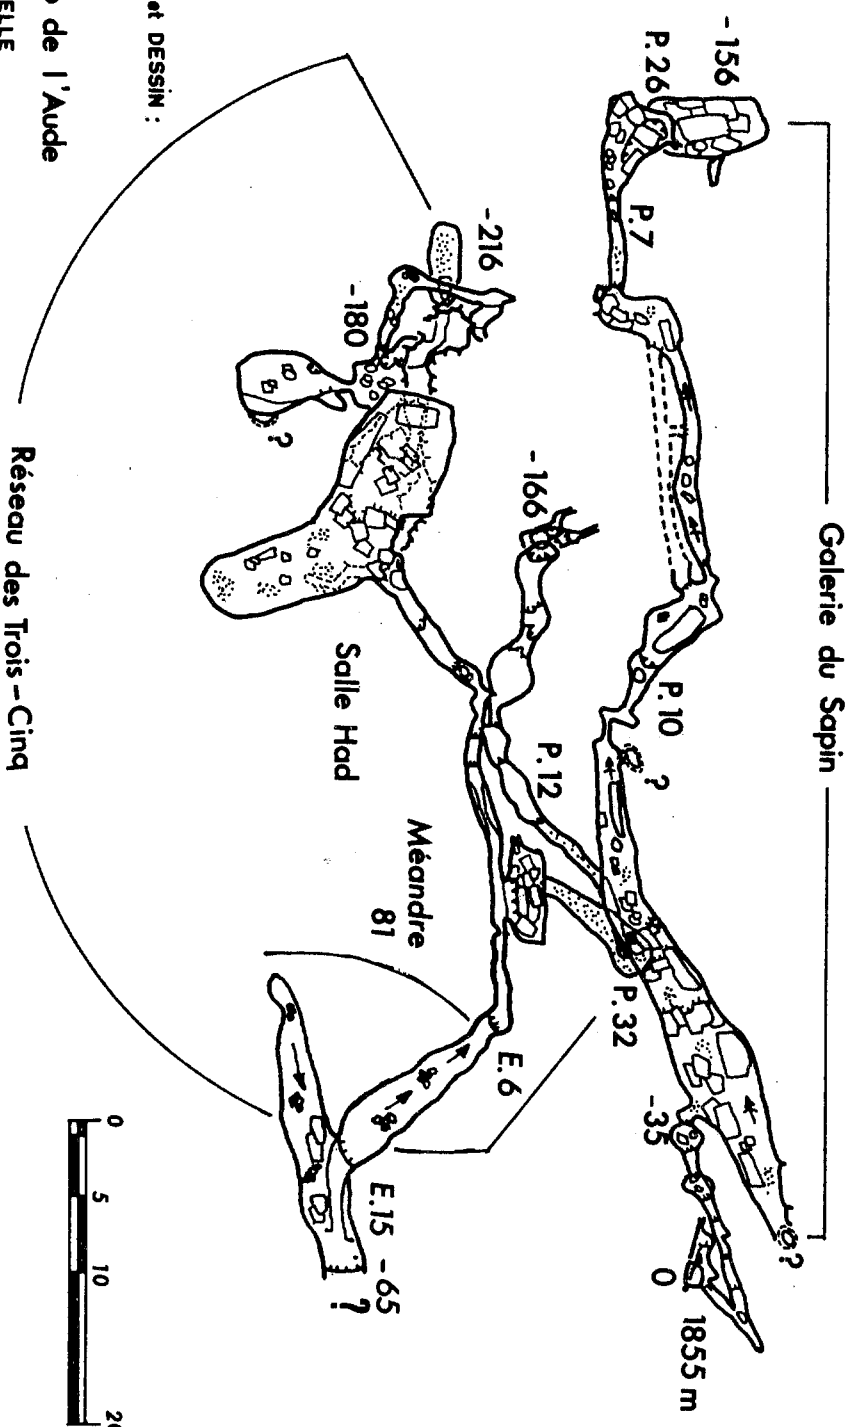 Galerie du Sapin
-156
P.26
P.7
P.10
?
P.32
-35
?
0
1855 m
-216
-180
?
-166
P.12
Salle Had
Méandre
81
E.6
E.15
-65
?
Réseau des Trois-Cinq
et DESSIN :
de l'Aude
0
5
10